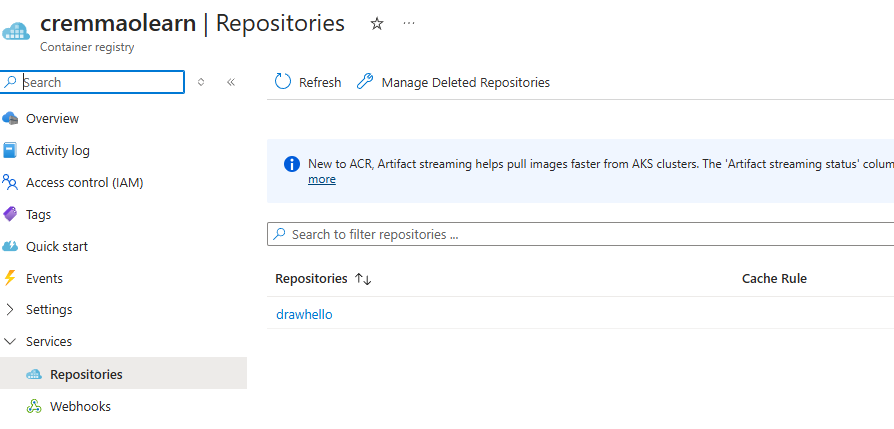 cremmaolearn | Repositories
Container registry
Search
Refresh
Manage Deleted Repositories
Overview
Activity log
Access control (IAM)
Tags
Quick start
Events
Settings
Services
Repositories
Webhooks
New to ACR, Artifact streaming helps pull images faster from AKS clusters. The 'Artifact streaming status' colum
more
Search to filter repositories ...
Repositories
Cache Rule
drawhello